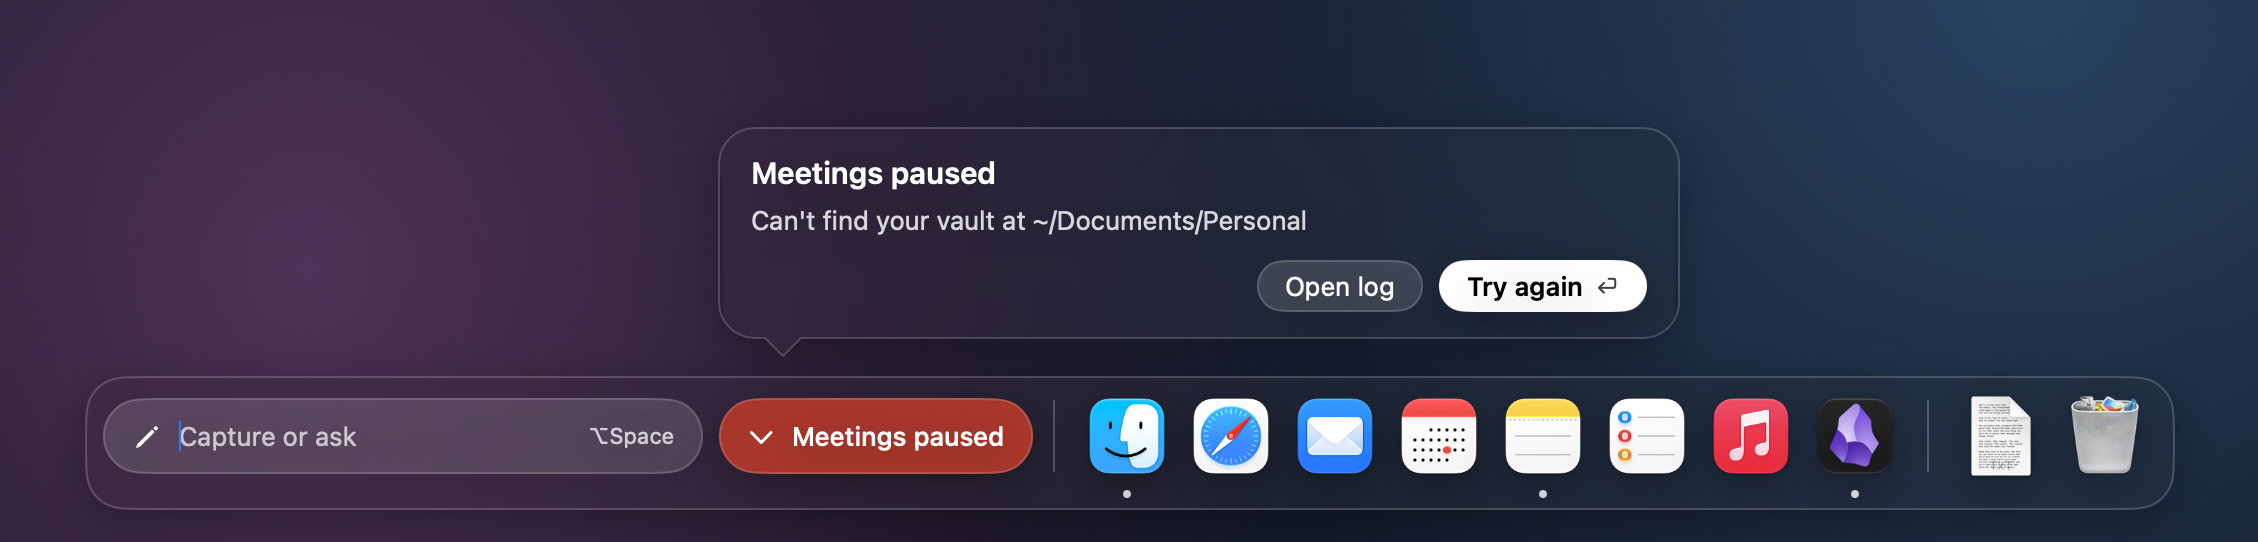 Meetings paused
Can't find your vault at ~/Documents/Personal
Open log
Try again ↵
Capture or ask
⌥Space
Meetings paused